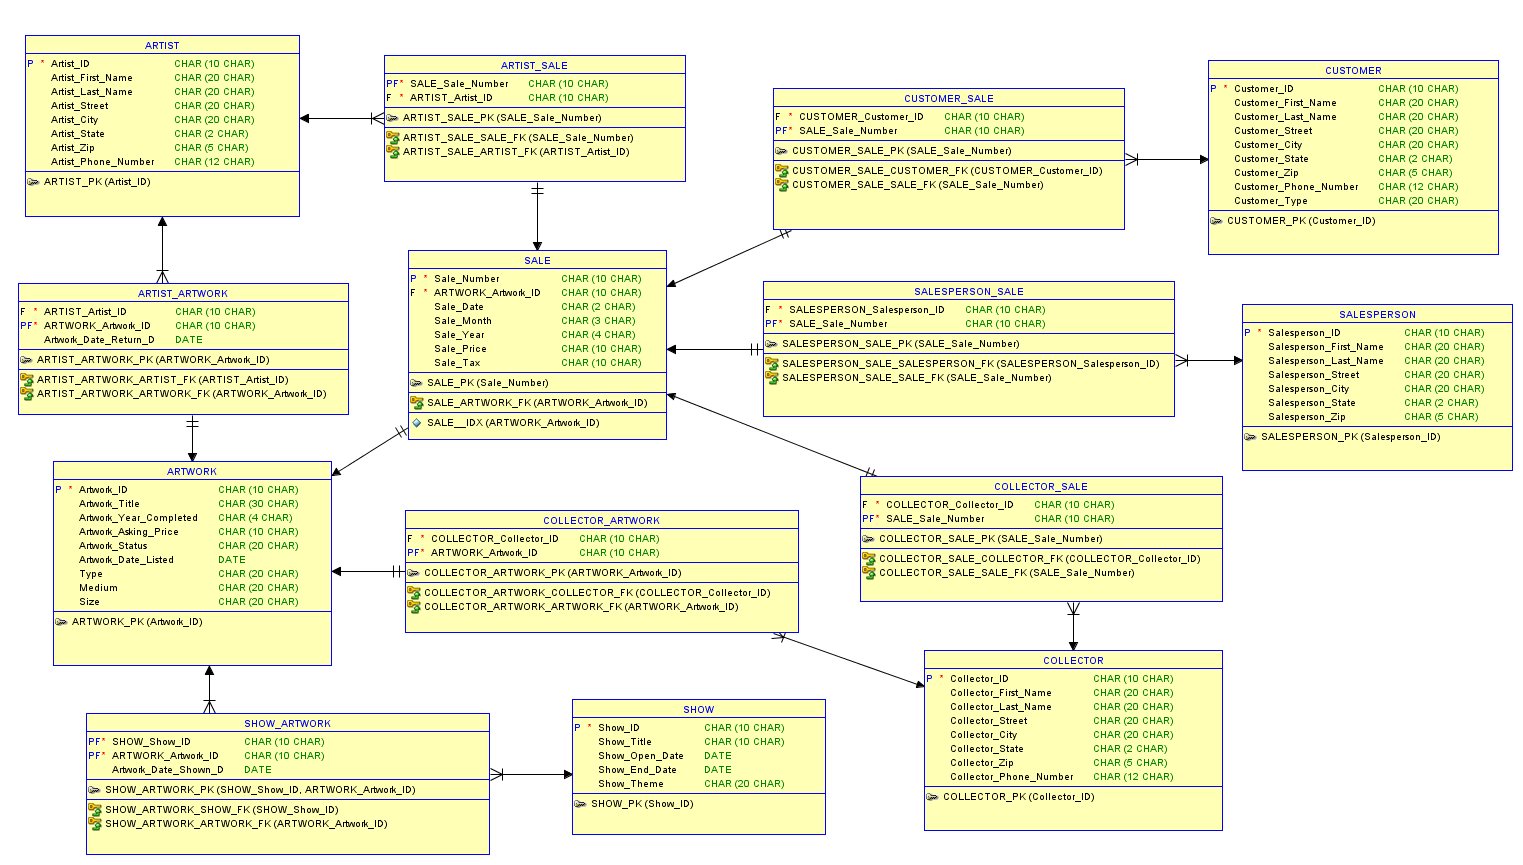 ARTIST
P * Artist_ID CHAR (10 CHAR)
Artist_First_Name CHAR (20 CHAR)
Artist_Last_Name CHAR (20 CHAR)
Artist_Street CHAR (20 CHAR)
Artist_City CHAR (20 CHAR)
Artist_State CHAR (2 CHAR)
Artist_Zip CHAR (5 CHAR)
Artist_Phone_Number CHAR (12 CHAR)
ARTIST_PK (Artist_ID)
ARTIST_SALE
PF* SALE_Sale_Number CHAR (10 CHAR)
F * ARTIST_Artist_ID CHAR (10 CHAR)
ARTIST_SALE_PK (SALE_Sale_Number)
ARTIST_SALE_SALE_FK (SALE_Sale_Number)
ARTIST_SALE_ARTIST_FK (ARTIST_Artist_ID)
CUSTOMER_SALE
F * CUSTOMER_Customer_ID CHAR (10 CHAR)
PF* SALE_Sale_Number CHAR (10 CHAR)
CUSTOMER_SALE_PK (SALE_Sale_Number)
CUSTOMER_SALE_CUSTOMER_FK (CUSTOMER_Customer_ID)
CUSTOMER_SALE_SALE_FK (SALE_Sale_Number)
CUSTOMER
P * Customer_ID CHAR (10 CHAR)
Customer_First_Name CHAR (20 CHAR)
Customer_Last_Name CHAR (20 CHAR)
Customer_Street CHAR (20 CHAR)
Customer_City CHAR (20 CHAR)
Customer_State CHAR (2 CHAR)
Customer_Zip CHAR (5 CHAR)
Customer_Phone_Number CHAR (12 CHAR)
Customer_Type CHAR (20 CHAR)
CUSTOMER_PK (Customer_ID)
ARTIST_ARTWORK
F * ARTIST_Artist_ID CHAR (10 CHAR)
PF* ARTWORK_Artwork_ID CHAR (10 CHAR)
Artwork_Date_Return_D DATE
ARTIST_ARTWORK_PK (ARTWORK_Artwork_ID)
ARTIST_ARTWORK_ARTIST_FK (ARTIST_Artist_ID)
ARTIST_ARTWORK_ARTWORK_FK (ARTWORK_Artwork_ID)
SALE
P * Sale_Number CHAR (10 CHAR)
F * ARTWORK_Artwork_ID CHAR (10 CHAR)
Sale_Date CHAR (2 CHAR)
Sale_Month CHAR (3 CHAR)
Sale_Year CHAR (4 CHAR)
Sale_Price CHAR (10 CHAR)
Sale_Tax CHAR (10 CHAR)
SALE_PK (Sale_Number)
SALE_ARTWORK_FK (ARTWORK_Artwork_ID)
SALE__IDX (ARTWORK_Artwork_ID)
SALESPERSON_SALE
F * SALESPERSON_Salesperson_ID CHAR (10 CHAR)
PF* SALE_Sale_Number CHAR (10 CHAR)
SALESPERSON_SALE_PK (SALE_Sale_Number)
SALESPERSON_SALE_SALESPERSON_FK (SALESPERSON_Salesperson_ID)
SALESPERSON_SALE_SALE_FK (SALE_Sale_Number)
SALESPERSON
P * Salesperson_ID CHAR (10 CHAR)
Salesperson_First_Name CHAR (20 CHAR)
Salesperson_Last_Name CHAR (20 CHAR)
Salesperson_Street CHAR (20 CHAR)
Salesperson_City CHAR (20 CHAR)
Salesperson_State CHAR (2 CHAR)
Salesperson_Zip CHAR (5 CHAR)
SALESPERSON_PK (Salesperson_ID)
ARTWORK
P * Artwork_ID CHAR (10 CHAR)
Artwork_Title CHAR (30 CHAR)
Artwork_Year_Completed CHAR (4 CHAR)
Artwork_Asking_Price CHAR (10 CHAR)
Artwork_Status CHAR (20 CHAR)
Artwork_Date_Listed DATE
Type CHAR (20 CHAR)
Medium CHAR (20 CHAR)
Size CHAR (20 CHAR)
ARTWORK_PK (Artwork_ID)
COLLECTOR_ARTWORK
F * COLLECTOR_Collector_ID CHAR (10 CHAR)
PF* ARTWORK_Artwork_ID CHAR (10 CHAR)
COLLECTOR_ARTWORK_PK (ARTWORK_Artwork_ID)
COLLECTOR_ARTWORK_COLLECTOR_FK (COLLECTOR_Collector_ID)
COLLECTOR_ARTWORK_ARTWORK_FK (ARTWORK_Artwork_ID)
COLLECTOR_SALE
F * COLLECTOR_Collector_ID CHAR (10 CHAR)
PF* SALE_Sale_Number CHAR (10 CHAR)
COLLECTOR_SALE_PK (SALE_Sale_Number)
COLLECTOR_SALE_COLLECTOR_FK (COLLECTOR_Collector_ID)
COLLECTOR_SALE_SALE_FK (SALE_Sale_Number)
COLLECTOR
P * Collector_ID CHAR (10 CHAR)
Collector_First_Name CHAR (20 CHAR)
Collector_Last_Name CHAR (20 CHAR)
Collector_Street CHAR (20 CHAR)
Collector_City CHAR (20 CHAR)
Collector_State CHAR (2 CHAR)
Collector_Zip CHAR (5 CHAR)
Collector_Phone_Number CHAR (12 CHAR)
COLLECTOR_PK (Collector_ID)
SHOW_ARTWORK
PF* SHOW_Show_ID CHAR (10 CHAR)
PF* ARTWORK_Artwork_ID CHAR (10 CHAR)
Artwork_Date_Shown_D DATE
SHOW_ARTWORK_PK (SHOW_Show_ID, ARTWORK_Artwork_ID)
SHOW_ARTWORK_SHOW_FK (SHOW_Show_ID)
SHOW_ARTWORK_ARTWORK_FK (ARTWORK_Artwork_ID)
SHOW
P * Show_ID CHAR (10 CHAR)
Show_Title CHAR (10 CHAR)
Show_Open_Date DATE
Show_End_Date DATE
Show_Theme CHAR (20 CHAR)
SHOW_PK (Show_ID)